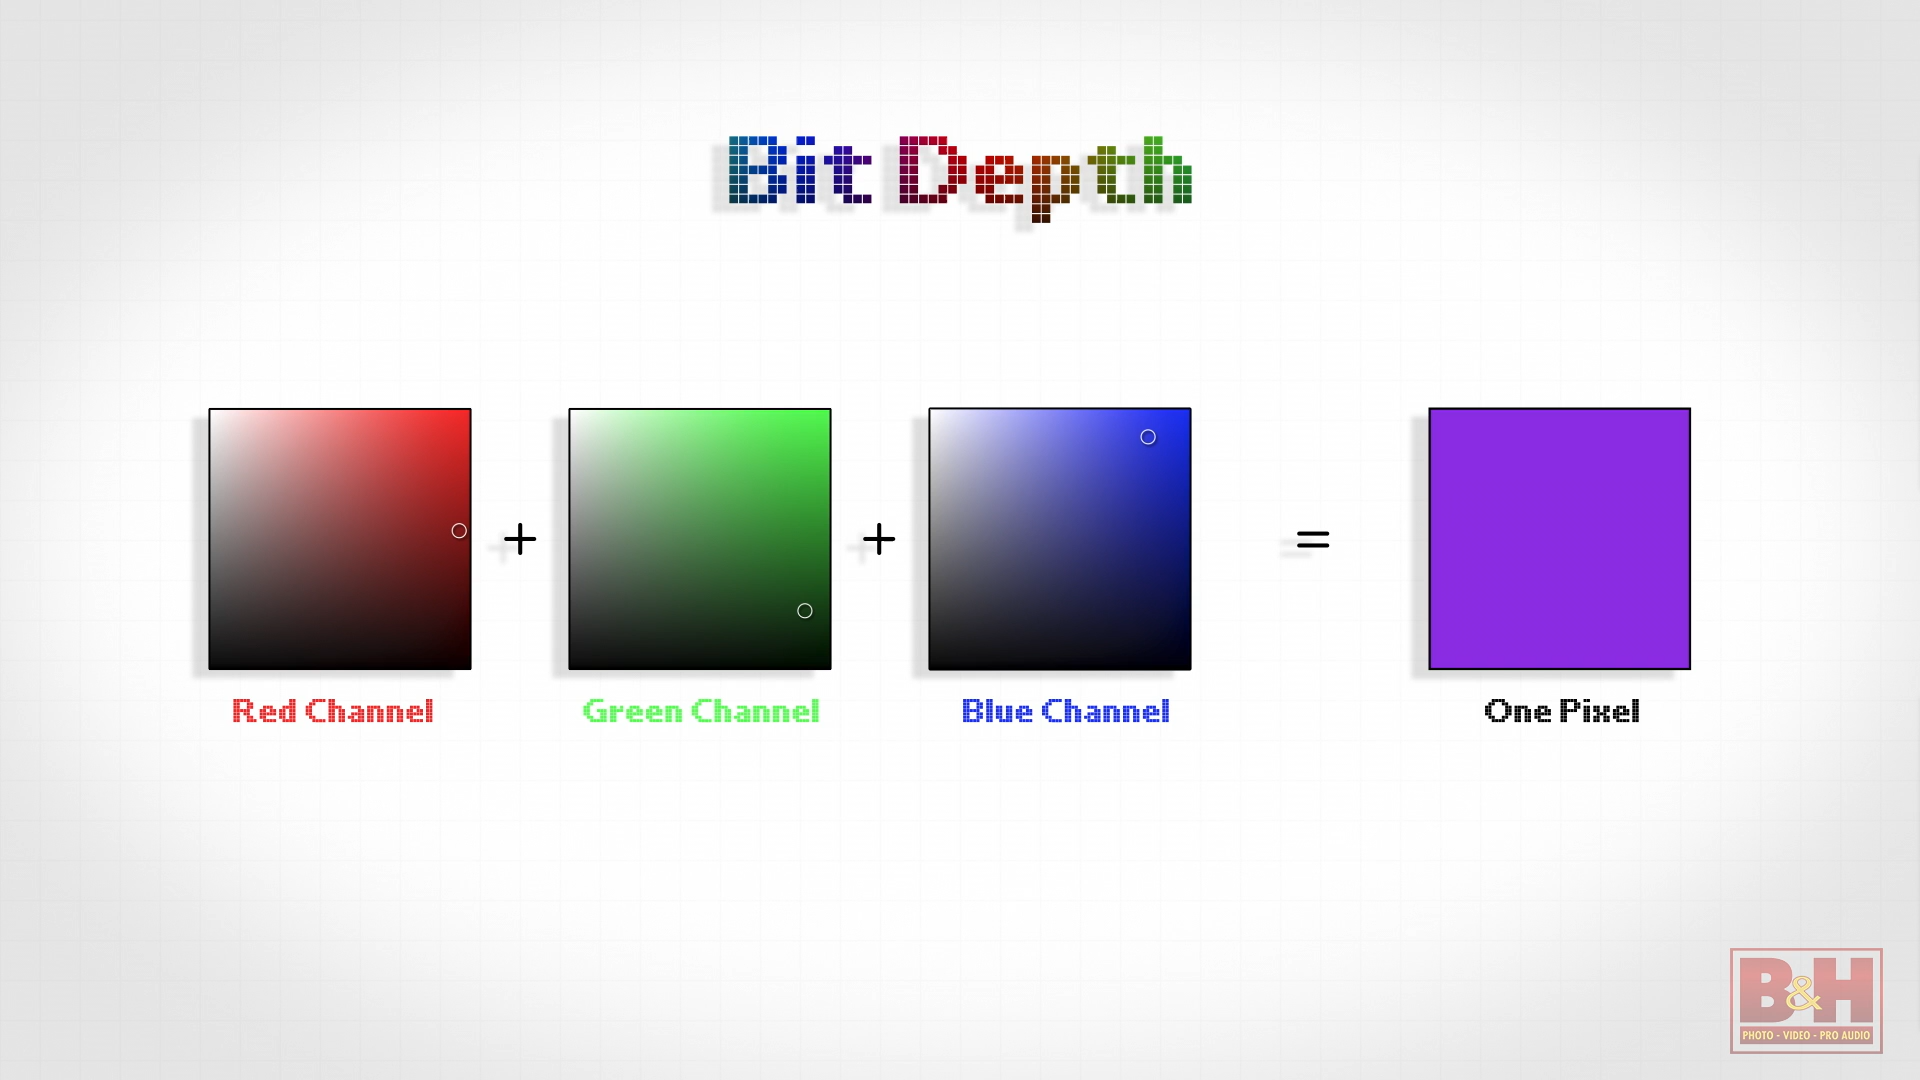 Bit Depth
+ + =
Red Channel Green Channel Blue Channel One Pixel
B&H
PHOTO - VIDEO - PRO AUDIO